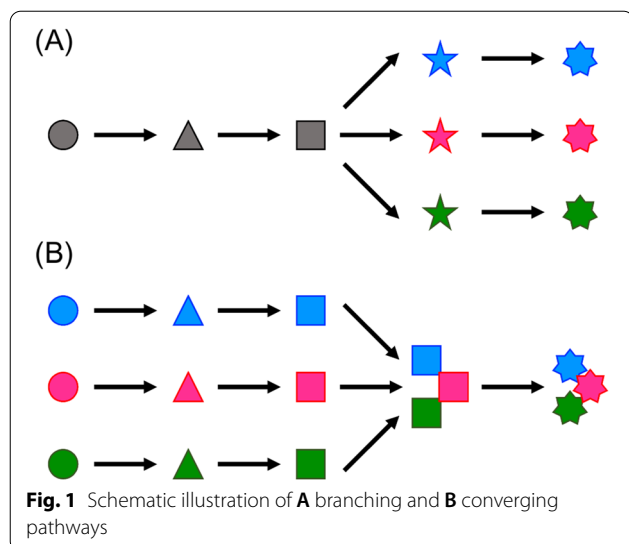 (A)
(B)
Fig. 1 Schematic illustration of A branching and B converging
pathways